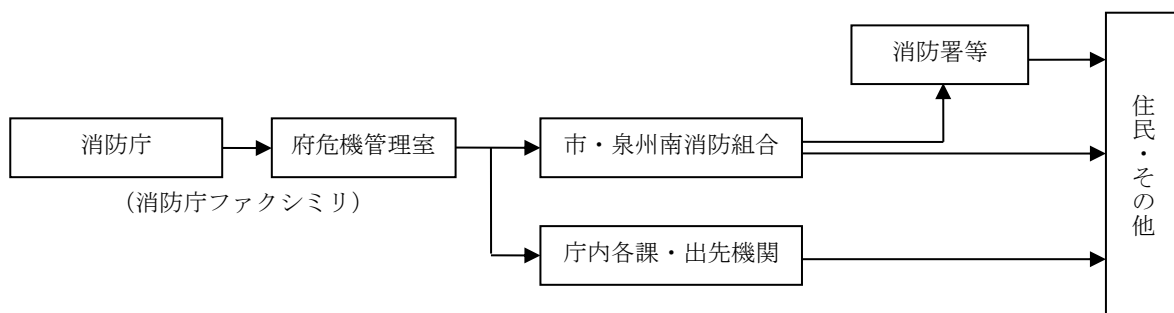 消防署等
消防庁
府危機管理室
市・泉州南消防組合
住民・その他
（消防庁ファクシミリ）
庁内各課・出先機関